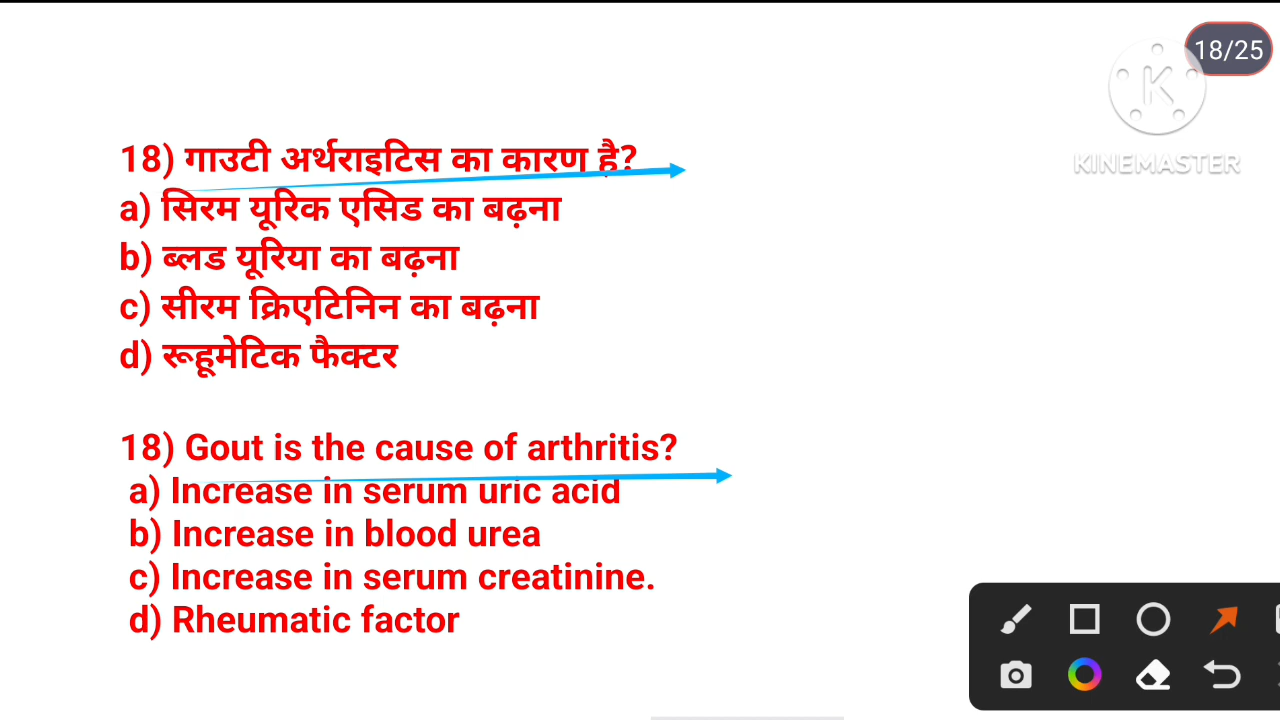 18/25
KINEMASTER
18) गाउटी अर्थराइटिस का कारण है?
a) सिरम यूरिक एसिड का बढ़ना
b) ब्लड यूरिया का बढ़ना
c) सीरम क्रिएटिनिन का बढ़ना
d) रूहूमेटिक फैक्टर
18) Gout is the cause of arthritis?
a) Increase in serum uric acid
b) Increase in blood urea
c) Increase in serum creatinine.
d) Rheumatic factor